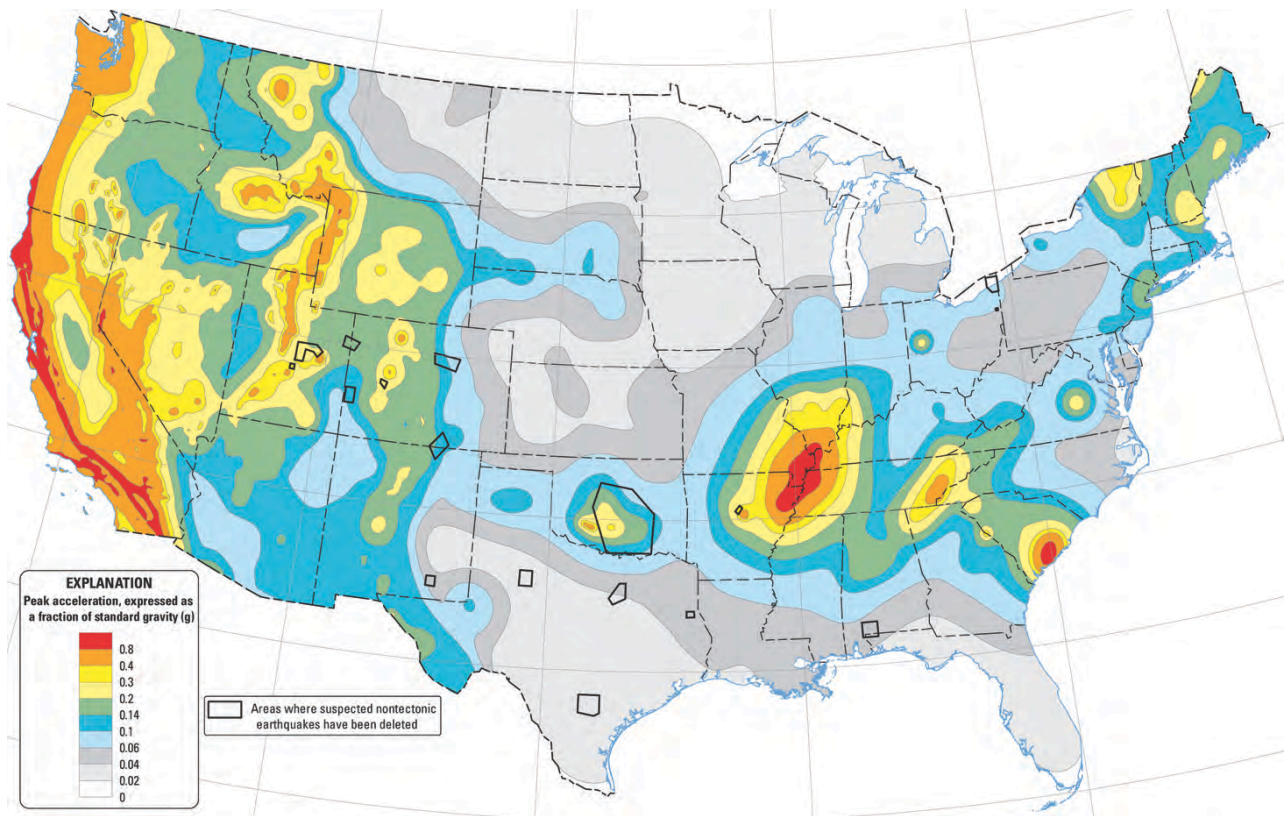 EXPLANATION
Peak acceleration, expressed as
a fraction of standard gravity (g)
0.8
0.4
0.3
0.2
0.14
0.1
0.06
0.04
0.02
0
Areas where suspected nontectonic
earthquakes have been deleted